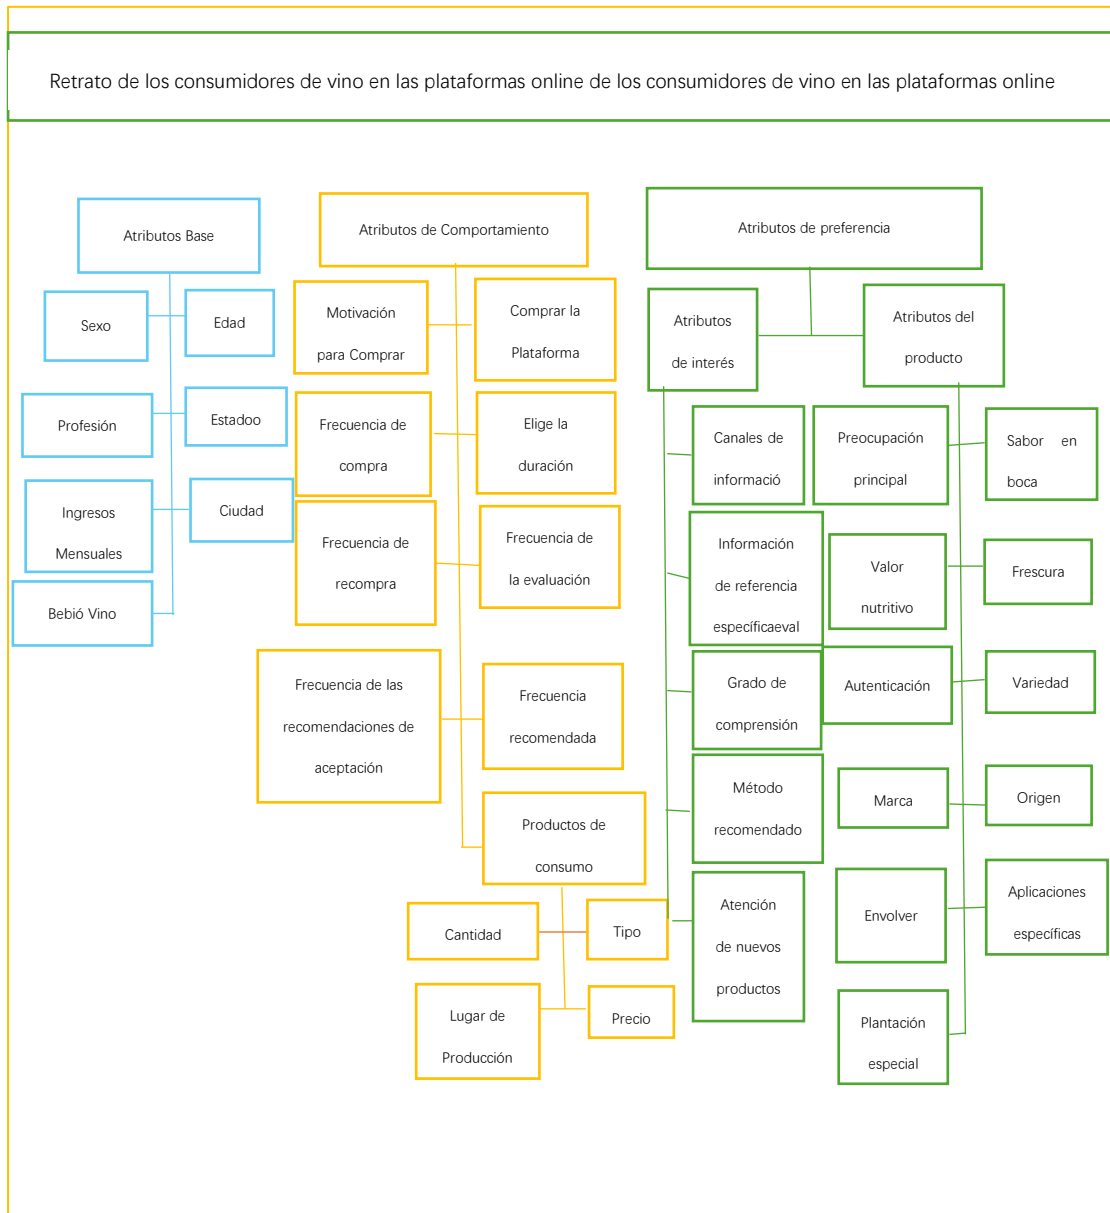 Retrato de los consumidores de vino en las plataformas online de los consumidores de vino en las plataformas online
Atributos Base
Sexo
Edad
Profesión
Estadoo
Ingresos
Mensuales
Ciudad
Bebió Vino
Atributos de Comportamiento
Motivación
para Comprar
Comprar la
Plataforma
Frecuencia de
compra
Elige la
duración
Frecuencia de
recompra
Frecuencia de
la evaluación
Frecuencia de las
recomendaciones de
aceptación
Frecuencia
recomendada
Productos de
consumo
Cantidad
Tipo
Lugar de
Producción
Precio
Atributos de preferencia
Atributos
de interés
Canales de
informació
Información
de referencia
específicaeval
Grado de
comprensión
Método
recomendado
Atención
de nuevos
productos
Atributos del
producto
Preocupación
principal
Sabor en
boca
Valor
nutritivo
Frescura
Autenticación
Variedad
Marca
Origen
Envolver
Aplicaciones
específicas
Plantación
especial